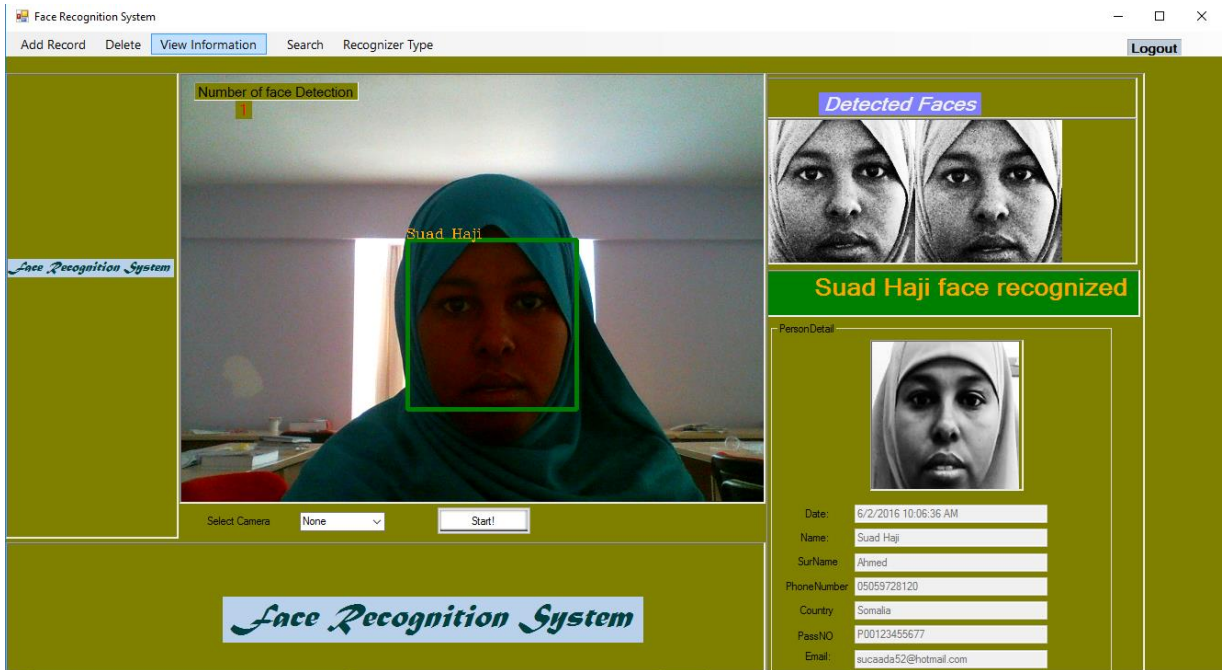 Face Recognition System
Add Record Delete View Information Search Recognizer Type
Logout
Number of face Detection
1
Suad Haji
Face Recognition System
Detected Faces
Suad Haji face recognized
PersonDetail
Select Camera None Start!
Face Recognition System
Date: 6/2/2016 10:06:36 AM
Name: Suad Haji
SurName Ahmed
PhoneNumber 05059728120
Country Somalia
PassNO P00123455677
Email: sucaada52@hotmail.com